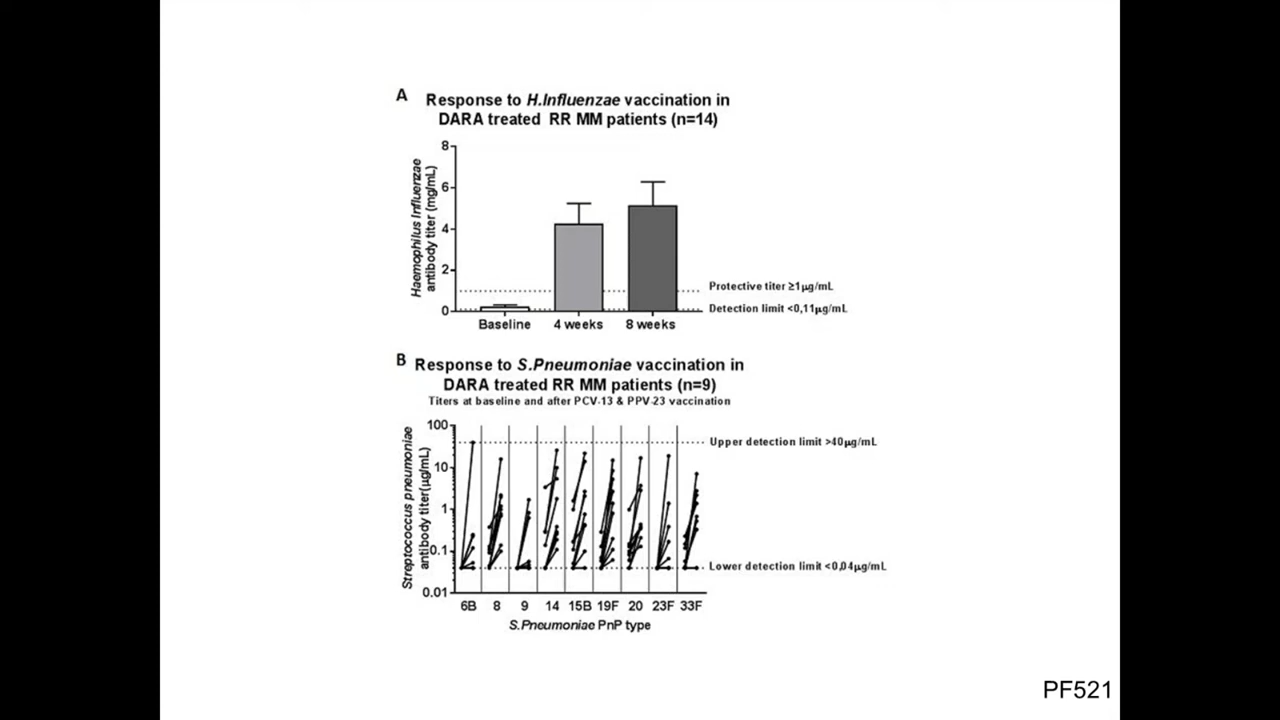 A
Response to H.Influenzae vaccination in
DARA treated RR MM patients (n=14)
Haemophilus Influenzae
antibody titer (mg/mL)
8
6
4
2
0
Protective titer ≥1µg/mL
Detection limit <0,11µg/mL
Baseline 4 weeks 8 weeks
B
Response to S.Pneumoniae vaccination in
DARA treated RR MM patients (n=9)
Titers at baseline and after PCV-13 & PPV-23 vaccination
Streptococcus pneumoniae
antibody titer(µg/mL)
100
10
1
0.1
0.01
Upper detection limit >40µg/mL
Lower detection limit <0,04µg/mL
6B 8 9 14 15B 19F 20 23F 33F
S.Pneumoniae PnP type
PF521